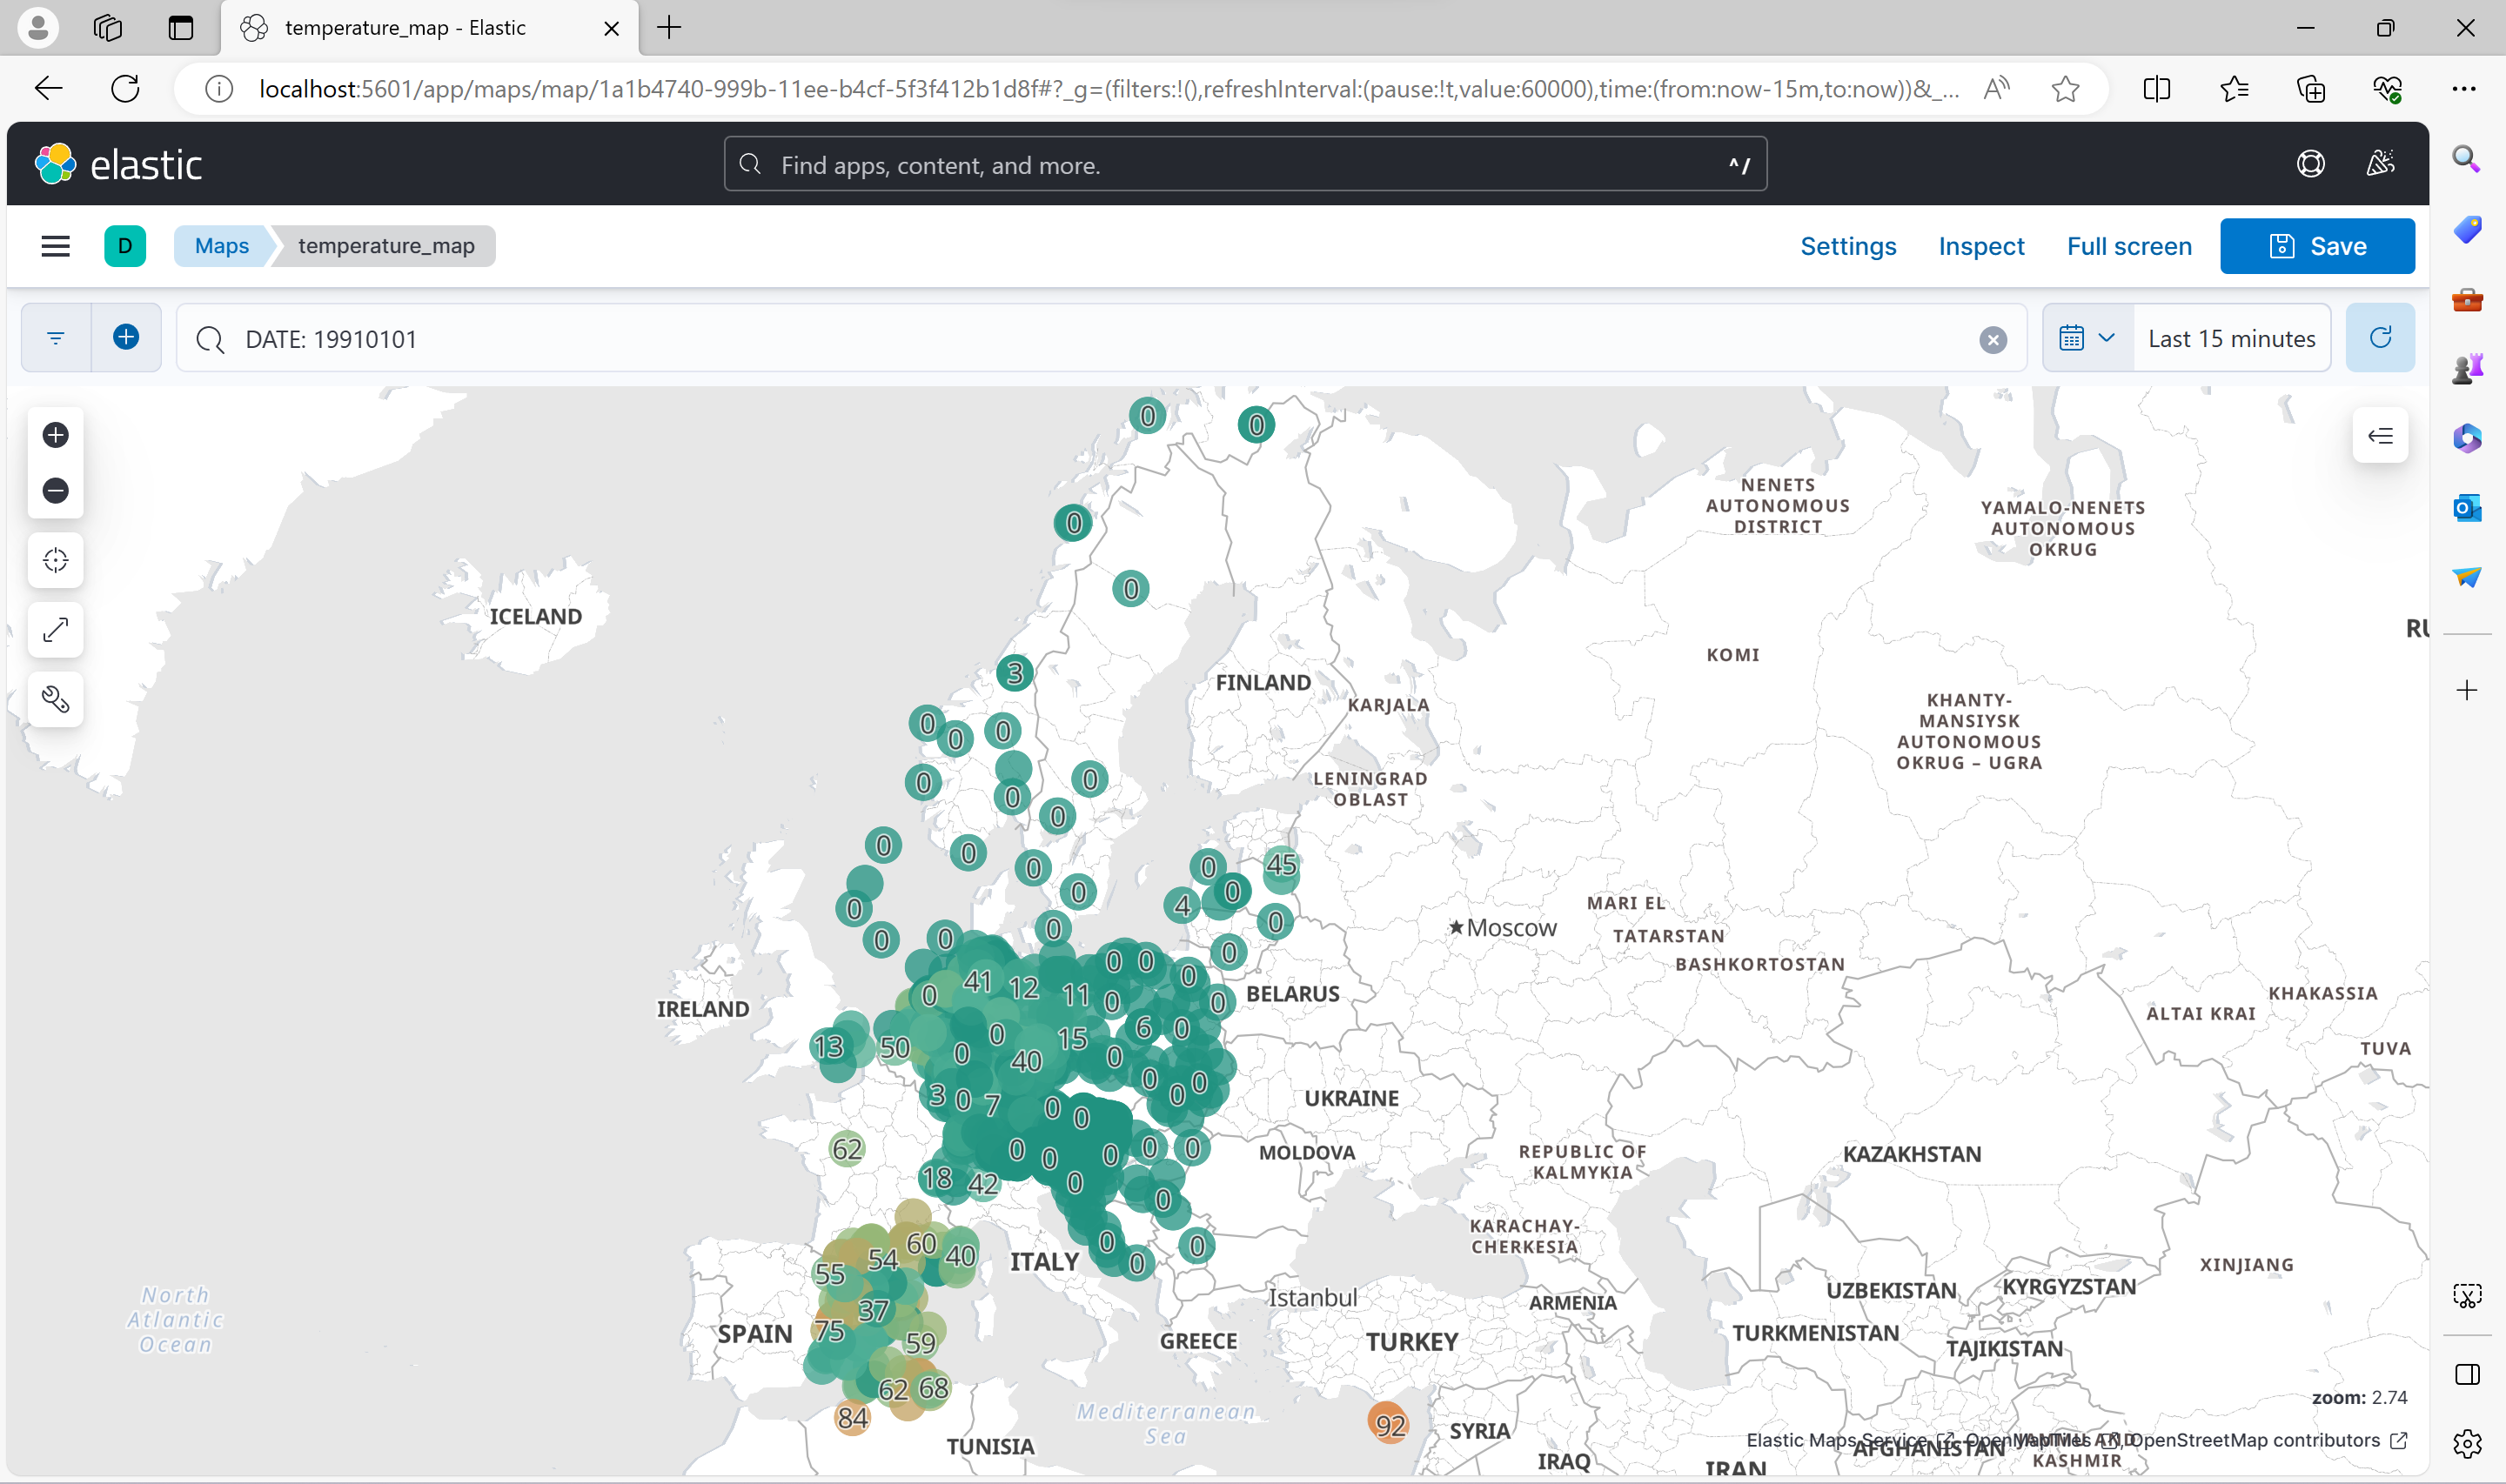 temperature_map - Elastic
localhost:5601/app/maps/map/1a1b4740-999b-11ee-b4cf-5f3f412b1d8f#?_g=(filters:!(),refreshInterval:(pause:!t,value:60000),time:(from:now-15m,to:now))&_...
elastic
Find apps, content, and more.
^/
D
Maps
temperature_map
Settings
Inspect
Full screen
Save
DATE: 19910101
Last 15 minutes
0
0
NENETS
AUTONOMOUS
DISTRICT
YAMALO-NENETS
AUTONOMOUS
OKRUG
0
0
ICELAND
RU
KOMI
3
FINLAND
KARJALA
KHANTY-
MANSIYSK
AUTONOMOUS
OKRUG – UGRA
0
0
0
0
0
0
0
LENINGRAD
OBLAST
0
0
0
0
45
0
0
0
4
0
MARI EL
0
Moscow
TATARSTAN
0
0
0
0
BASHKORTOSTAN
0
0
0
41
12
11
0
0
0
BELARUS
KHAKASSIA
IRELAND
ALTAI KRAI
13
50
0
0
40
15
0
6
0
TUVA
3
0
7
0
0
0
0
0
UKRAINE
62
0
0
0
0
0
MOLDOVA
REPUBLIC OF
KALMYKIA
KAZAKHSTAN
18
42
0
0
KARACHAY-
CHERKESIA
55
54
60
40
ITALY
0
0
0
XINJIANG
North
Atlantic
Ocean
Istanbul
ARMENIA
UZBEKISTAN
KYRGYZSTAN
SPAIN
75
37
59
GREECE
TURKEY
TURKMENISTAN
TAJIKISTAN
62
68
84
Mediterranean
Sea
92
SYRIA
TUNISIA
IRAQ
IRAN
AFGHANISTAN
KASHMIR
zoom: 2.74
Elastic Maps Service, OpenMapTiles, OpenStreetMap contributors